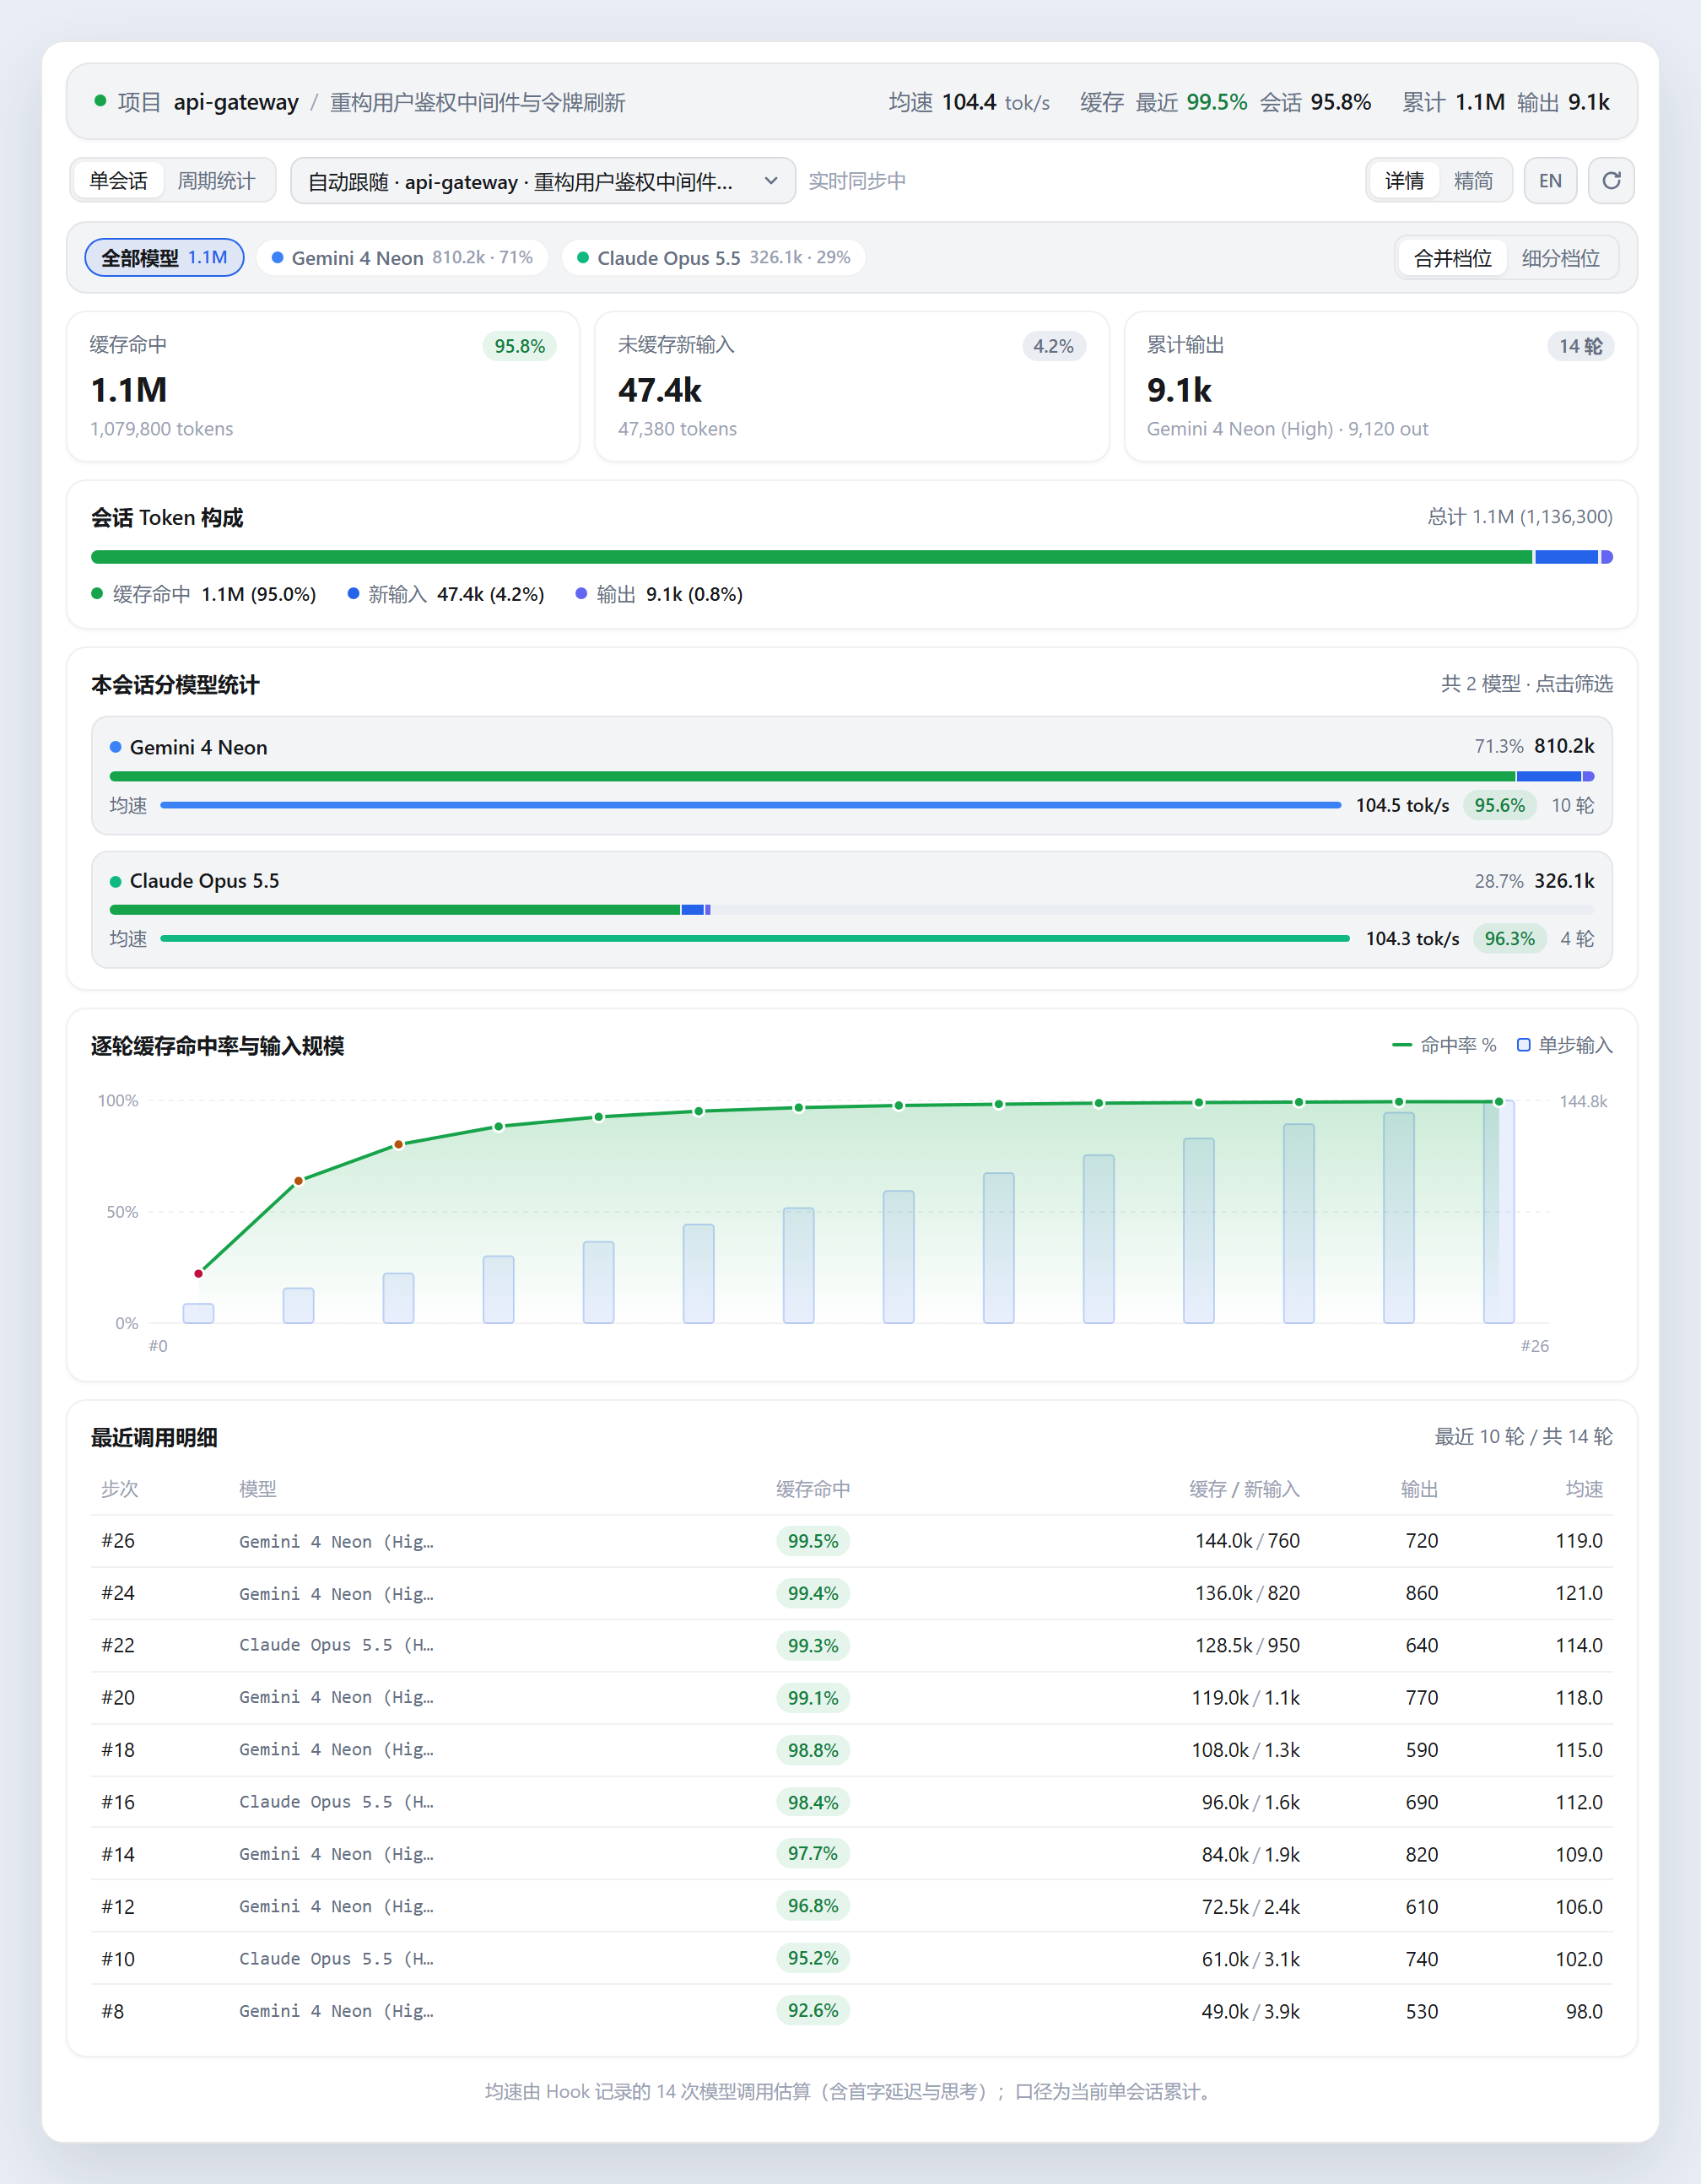 项目 api-gateway / 重构用户鉴权中间件与令牌刷新 均速 104.4 tok/s 缓存 最近 99.5% 会话 95.8% 累计 1.1M 输出 9.1k
单会话 周期统计 自动跟随 · api-gateway · 重构用户鉴权中间件... 实时同步中 详情 精简 EN
全部模型 1.1M Gemini 4 Neon 810.2k · 71% Claude Opus 5.5 326.1k · 29% 合并档位 细分档位
缓存命中 95.8% 未缓存新输入 4.2% 累计输出 14 轮
1.1M 47.4k 9.1k
1,079,800 tokens 47,380 tokens Gemini 4 Neon (High) · 9,120 out
会话 Token 构成 总计 1.1M (1,136,300)
缓存命中 1.1M (95.0%) 新输入 47.4k (4.2%) 输出 9.1k (0.8%)
本会话分模型统计 共 2 模型 · 点击筛选
Gemini 4 Neon 71.3% 810.2k
均速 104.5 tok/s 95.6% 10 轮
Claude Opus 5.5 28.7% 326.1k
均速 104.3 tok/s 96.3% 4 轮
逐轮缓存命中率与输入规模 命中率 % 单步输入
100% 144.8k
50%
0%
#0 #26
最近调用明细 最近 10 轮 / 共 14 轮
步次 模型 缓存命中 缓存 / 新输入 输出 均速
#26 Gemini 4 Neon (Hig… 99.5% 144.0k / 760 720 119.0
#24 Gemini 4 Neon (Hig… 99.4% 136.0k / 820 860 121.0
#22 Claude Opus 5.5 (H… 99.3% 128.5k / 950 640 114.0
#20 Gemini 4 Neon (Hig… 99.1% 119.0k / 1.1k 770 118.0
#18 Gemini 4 Neon (Hig… 98.8% 108.0k / 1.3k 590 115.0
#16 Claude Opus 5.5 (H… 98.4% 96.0k / 1.6k 690 112.0
#14 Gemini 4 Neon (Hig… 97.7% 84.0k / 1.9k 820 109.0
#12 Gemini 4 Neon (Hig… 96.8% 72.5k / 2.4k 610 106.0
#10 Claude Opus 5.5 (H… 95.2% 61.0k / 3.1k 740 102.0
#8 Gemini 4 Neon (Hig… 92.6% 49.0k / 3.9k 530 98.0
均速由 Hook 记录的 14 次模型调用估算（含首字延迟与思考）；口径为当前单会话累计。